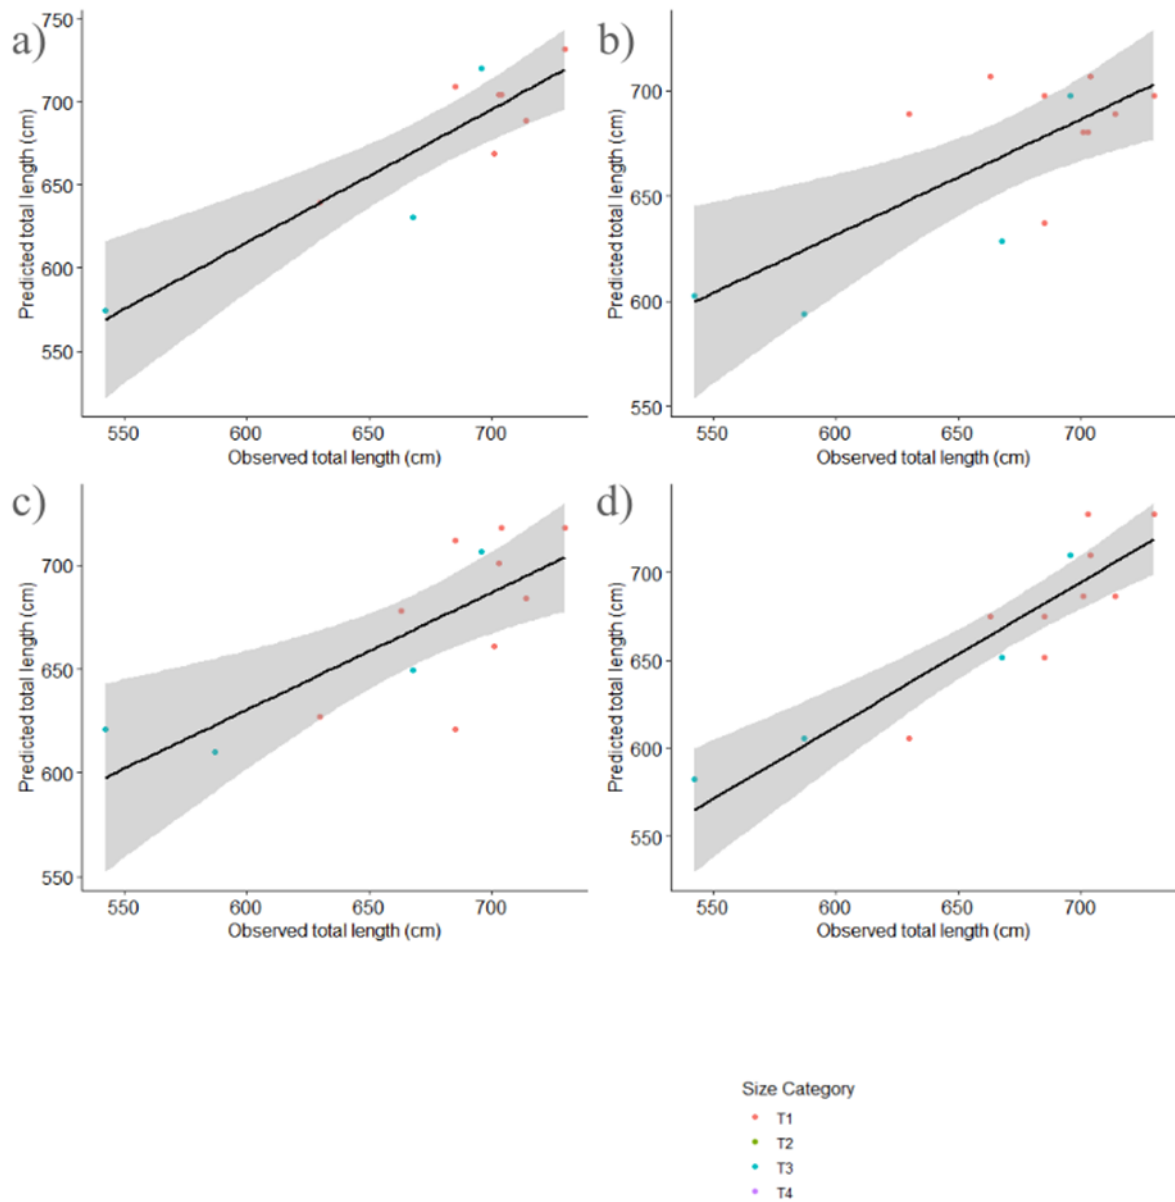 a)
750
700
650
600
550
Predicted total length (cm)
550 600 650 700
Observed total length (cm)
b)
700
650
600
550
Predicted total length (cm)
550 600 650 700
Observed total length (cm)
c)
700
650
600
550
Predicted total length (cm)
550 600 650 700
Observed total length (cm)
d)
700
650
600
550
Predicted total length (cm)
550 600 650 700
Observed total length (cm)
Size Category
T1
T2
T3
T4